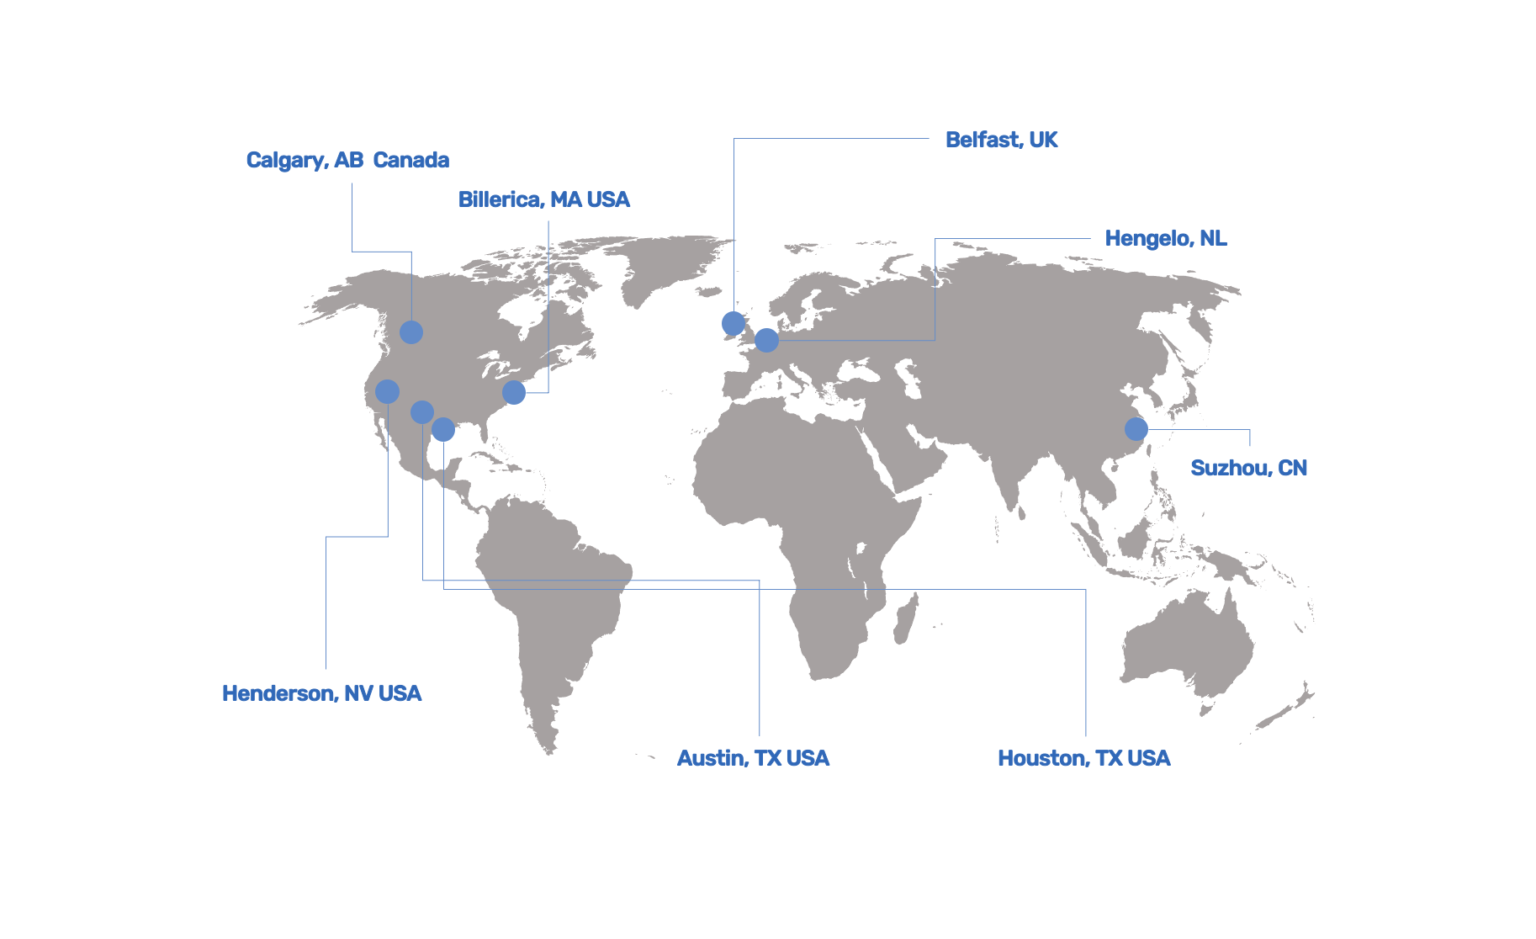 Belfast, UK
Calgary, AB  Canada
Billerica, MA USA
Hengelo, NL
Suzhou, CN
Henderson, NV USA
Austin, TX USA
Houston, TX USA